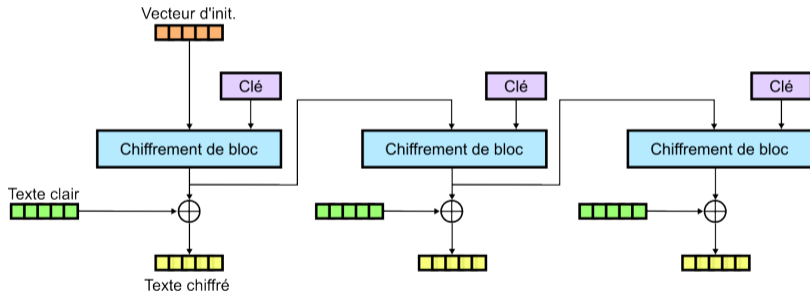 Vecteur d'init.
Clé
Clé
Clé
Chiffrement de bloc
Chiffrement de bloc
Chiffrement de bloc
Texte clair
Texte chiffré